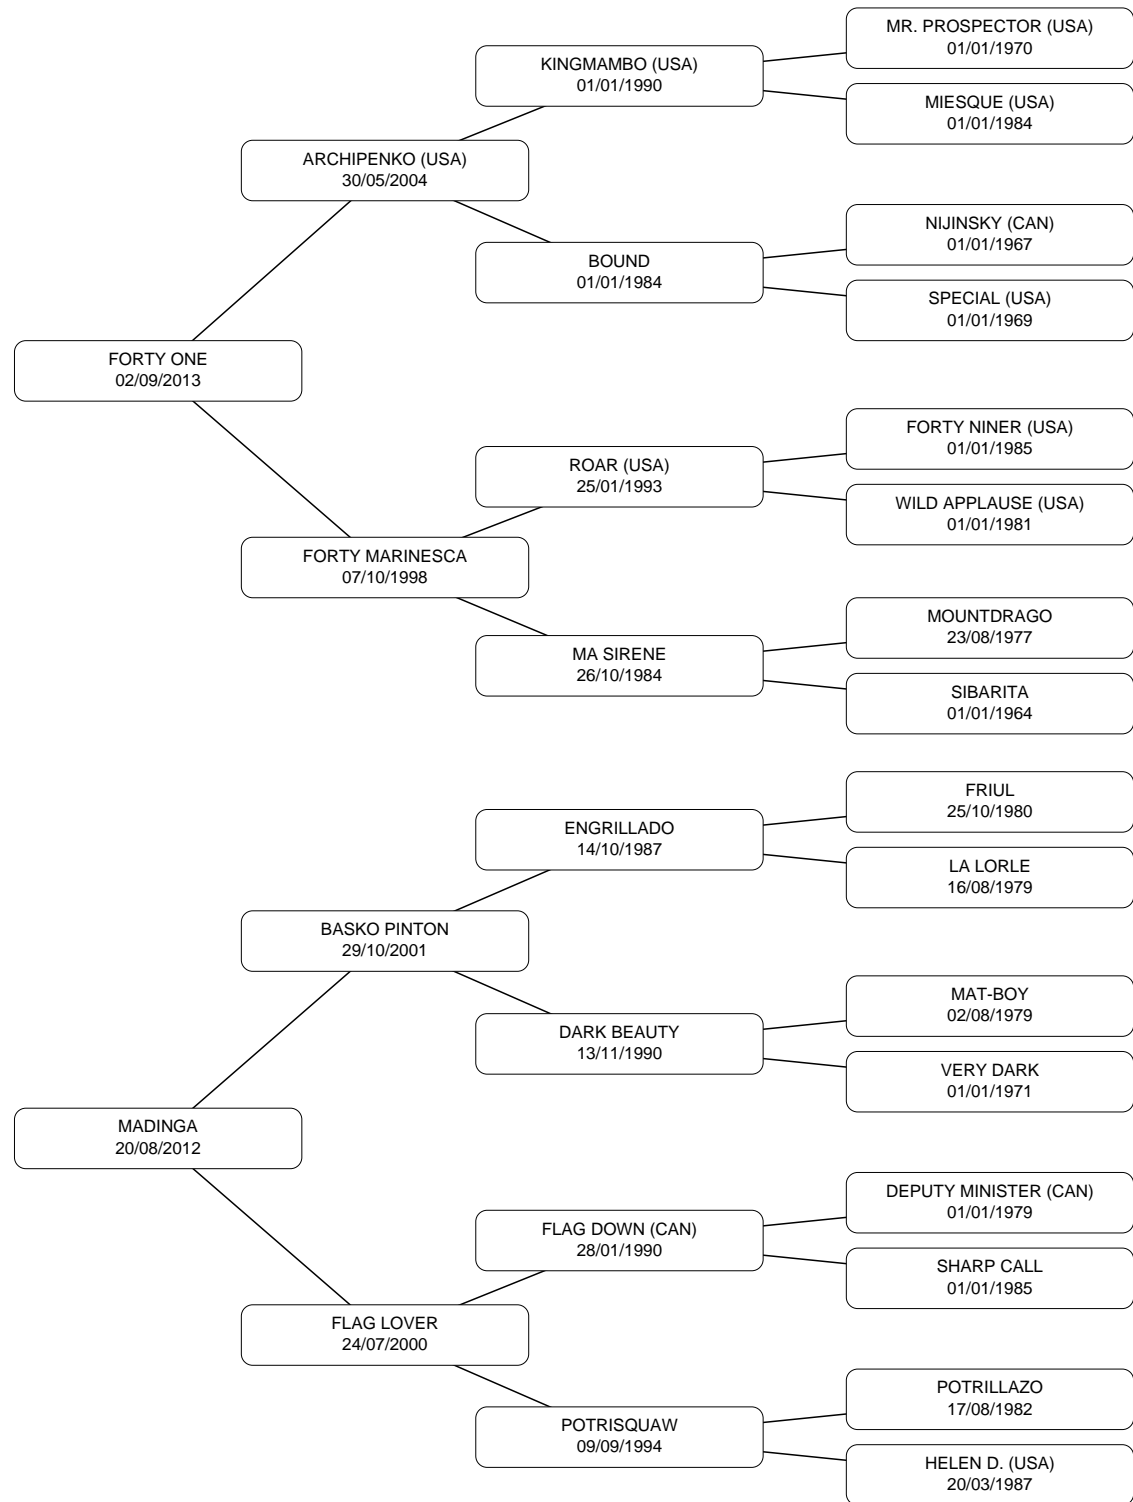 MR. PROSPECTOR (USA)
01/01/1970
KINGMAMBO (USA)
01/01/1990
MIESQUE (USA)
01/01/1984
ARCHIPENKO (USA)
30/05/2004
NIJINSKY (CAN)
01/01/1967
BOUND
01/01/1984
SPECIAL (USA)
01/01/1969
FORTY ONE
02/09/2013
FORTY NINER (USA)
01/01/1985
ROAR (USA)
25/01/1993
WILD APPLAUSE (USA)
01/01/1981
FORTY MARINESCA
07/10/1998
MOUNTDRAGO
23/08/1977
MA SIRENE
26/10/1984
SIBARITA
01/01/1964
FRIUL
25/10/1980
ENGRILLADO
14/10/1987
LA LORLE
16/08/1979
BASKO PINTON
29/10/2001
MAT-BOY
02/08/1979
DARK BEAUTY
13/11/1990
VERY DARK
01/01/1971
MADINGA
20/08/2012
DEPUTY MINISTER (CAN)
01/01/1979
FLAG DOWN (CAN)
28/01/1990
SHARP CALL
01/01/1985
FLAG LOVER
24/07/2000
POTRILLAZO
17/08/1982
POTRISQUAW
09/09/1994
HELEN D. (USA)
20/03/1987